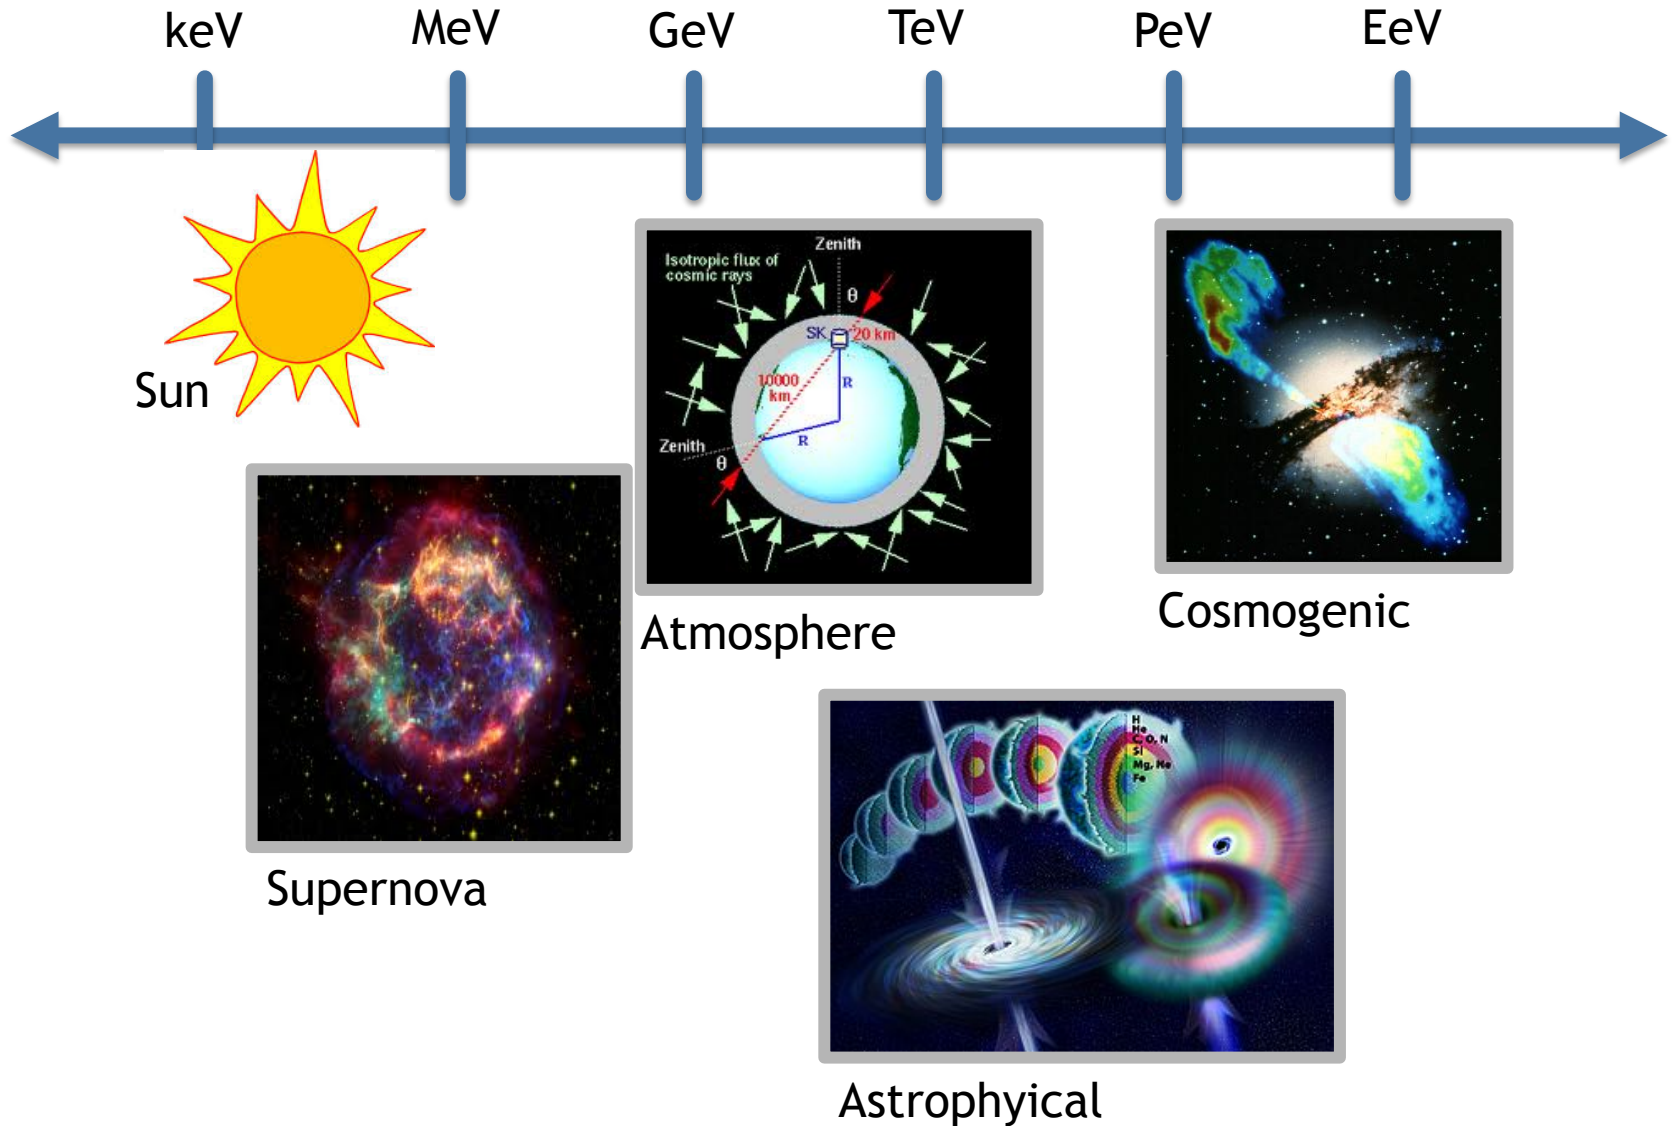 keV
MeV
GeV
TeV
PeV
EeV
Sun
Zenith
Isotropic flux of
cosmic rays
θ
SK
20 km
10000
km
R
R
Zenith
θ
Supernova
Atmosphere
Cosmogenic
H
He
C, O, N
Si
Mg, Ne
Fe
Astrophyical